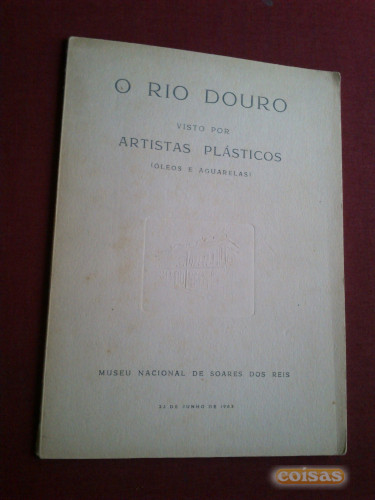 O RIO DOURO
VISTO POR
ARTISTAS PLÁSTICOS
(ÓLEOS E AGUARELAS)
MUSEU NACIONAL DE SOARES DOS REIS
DE JUNHO DE
coisas